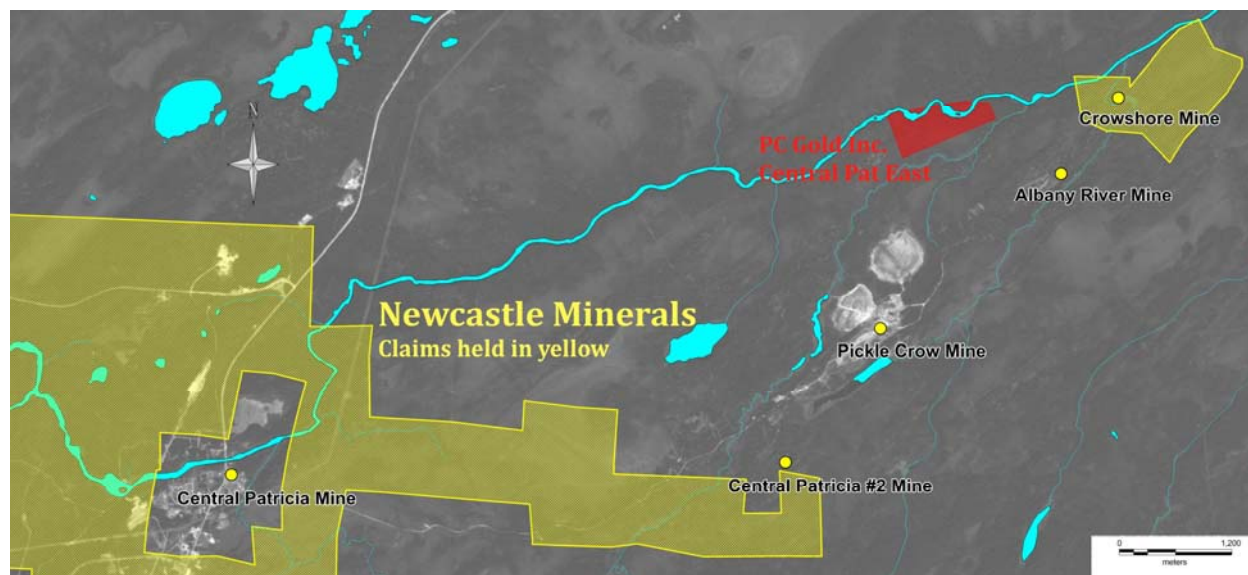 N
Crowshore Mine
PC Gold Inc.
Central Pat East
Albany River Mine
Newcastle Minerals
Claims held in yellow
Pickle Crow Mine
Central Patricia #2 Mine
Central Patricia Mine
0 1,200
meters